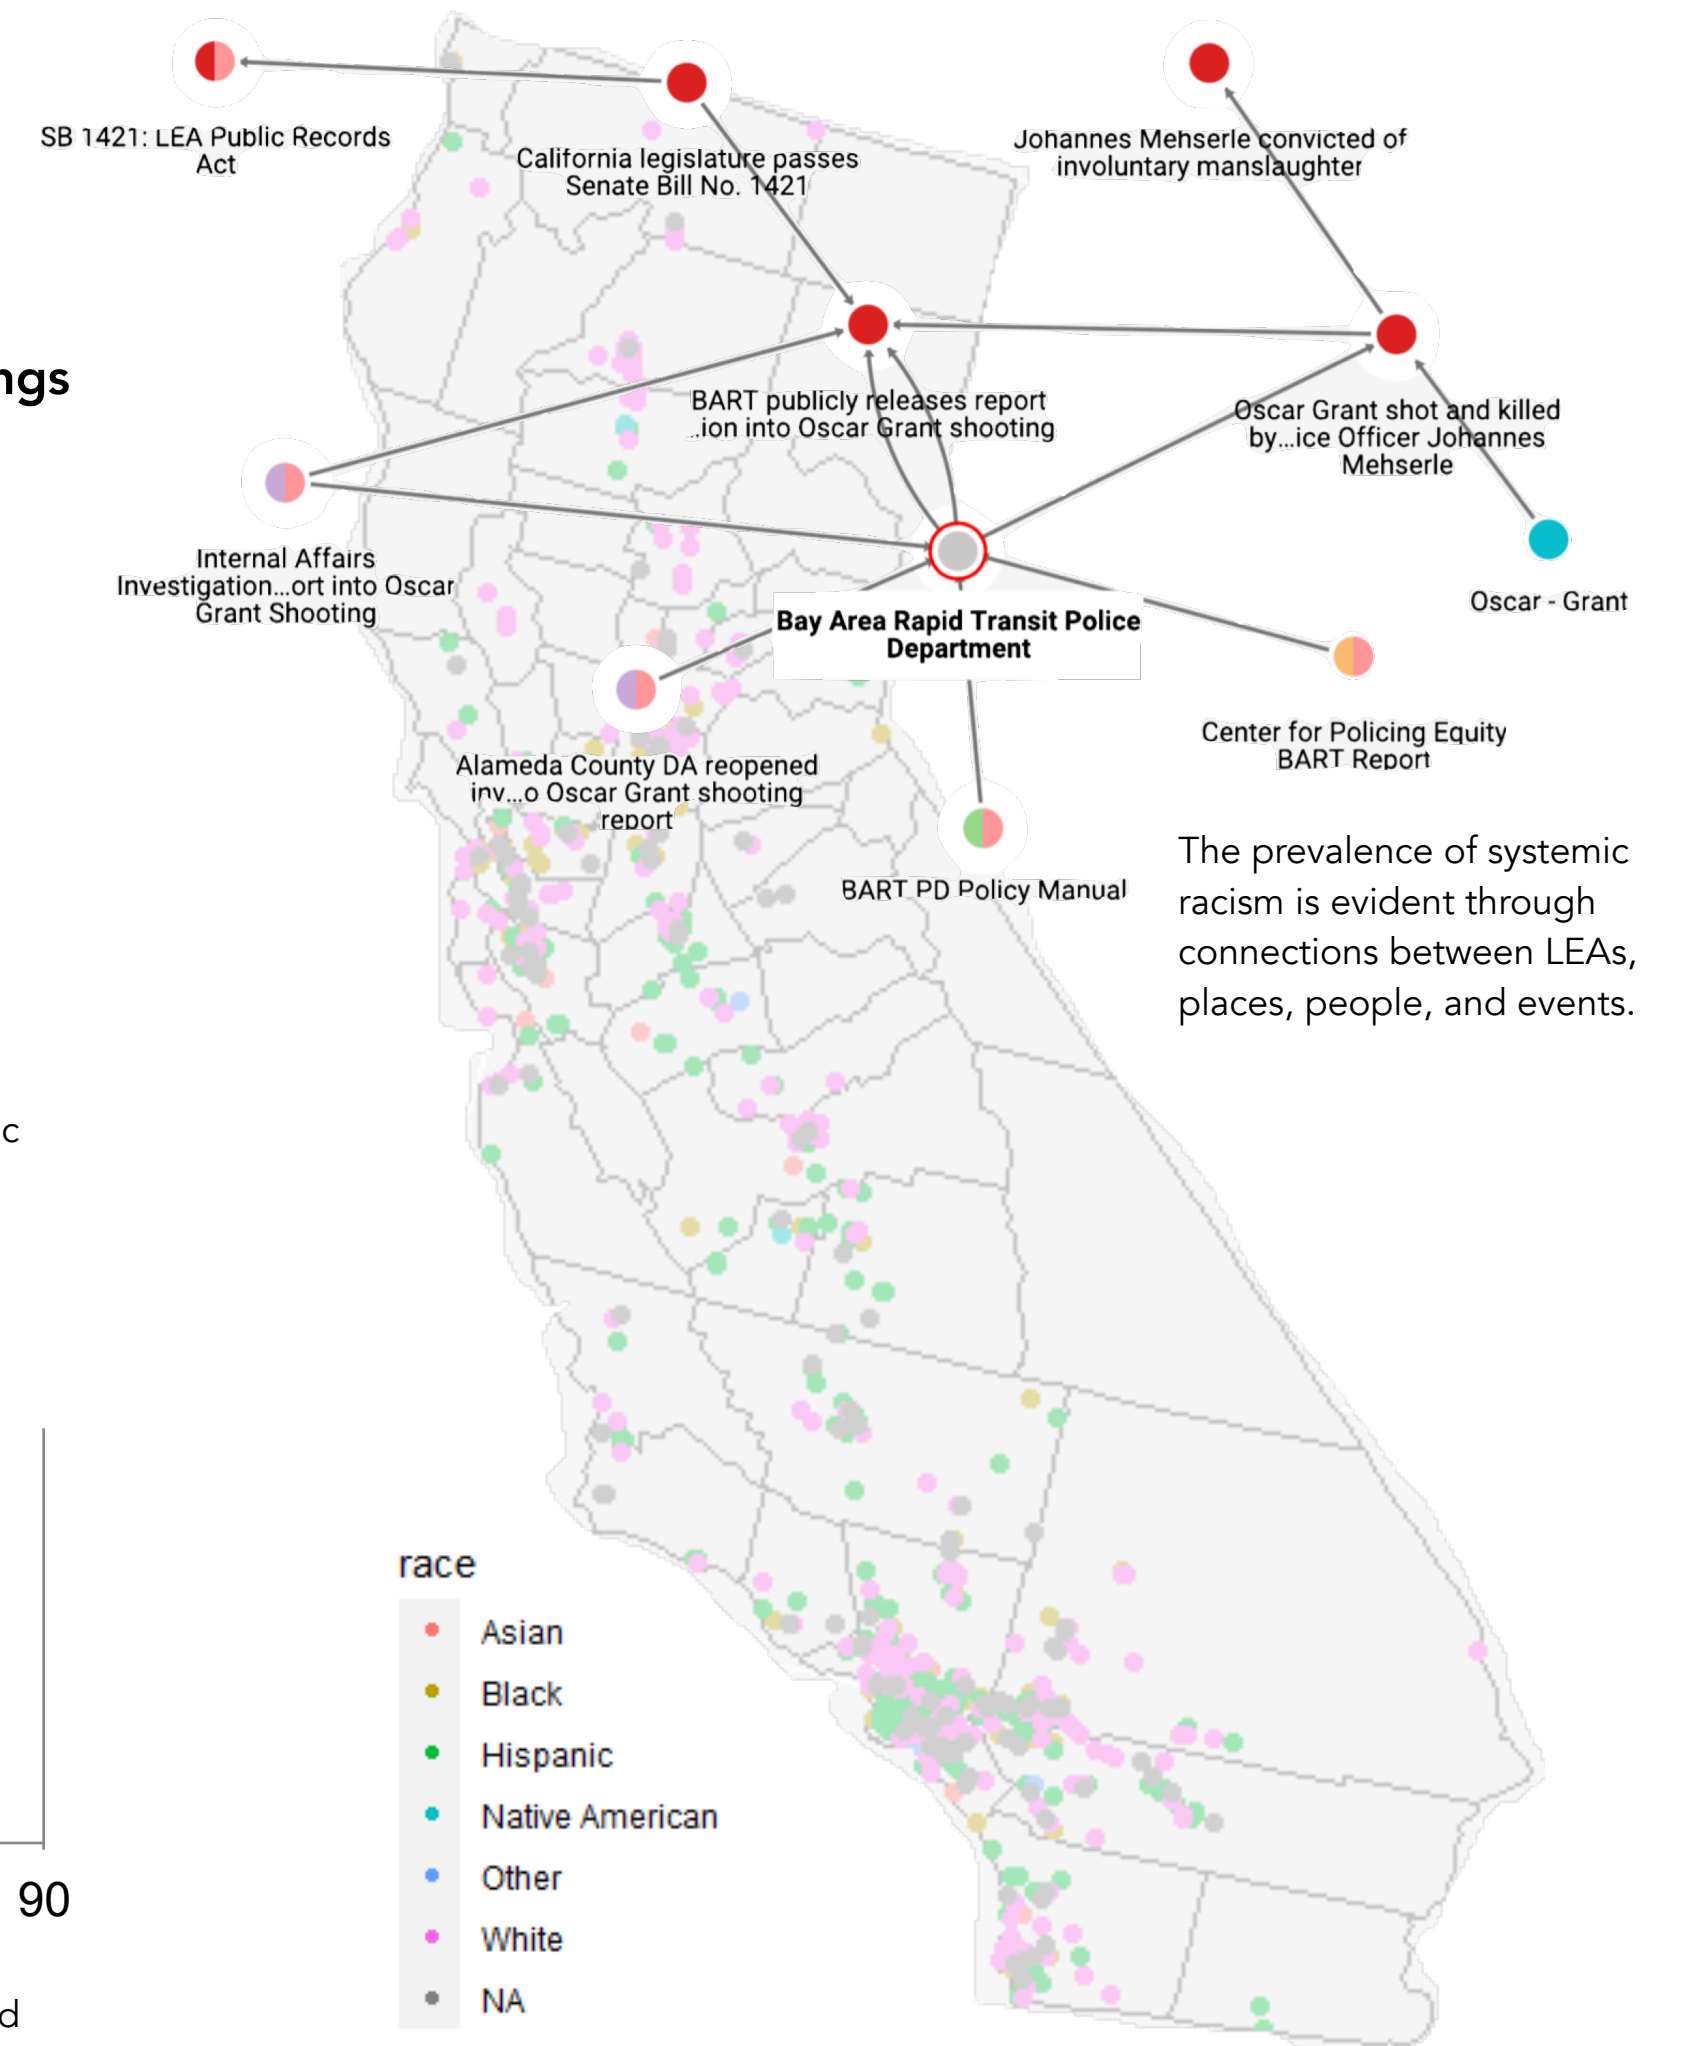 SB 1421: LEA Public Records
Act
California legislature passes
Senate Bill No. 1421
Johannes Mehserle convicted of
involuntary manslaughter
ngs
BART publicly releases report
...ion into Oscar Grant shooting
Oscar Grant shot and killed
by...ice Officer Johannes
Mehserle
Internal Affairs
Investigation...ort into Oscar
Grant Shooting
Oscar - Grant
Bay Area Rapid Transit Police
Department
Center for Policing Equity
BART Report
Alameda County DA reopened
inv...o Oscar Grant shooting
report
BART PD Policy Manual
The prevalence of systemic
racism is evident through
connections between LEAs,
places, people, and events.
c
race
Asian
Black
Hispanic
Native American
Other
White
NA
90
d